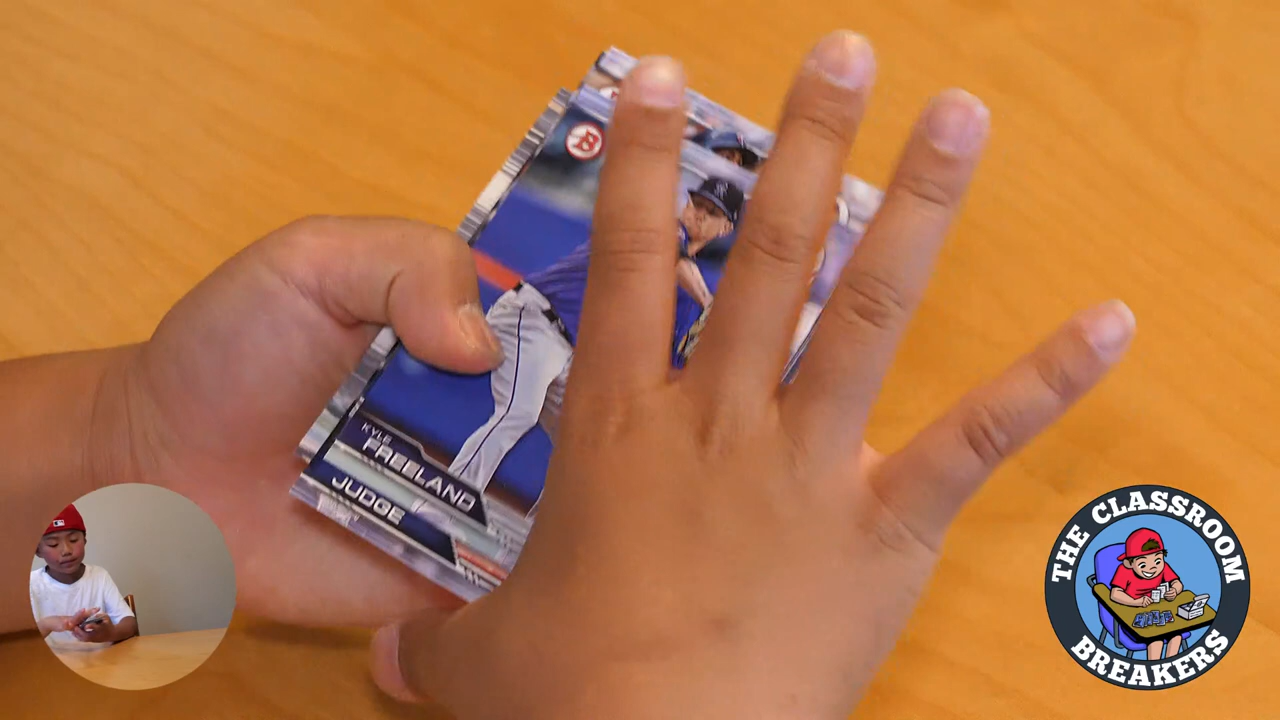 B
KYLE
FREELAND
JUDGE
THE CLASSROOM
BREAKERS